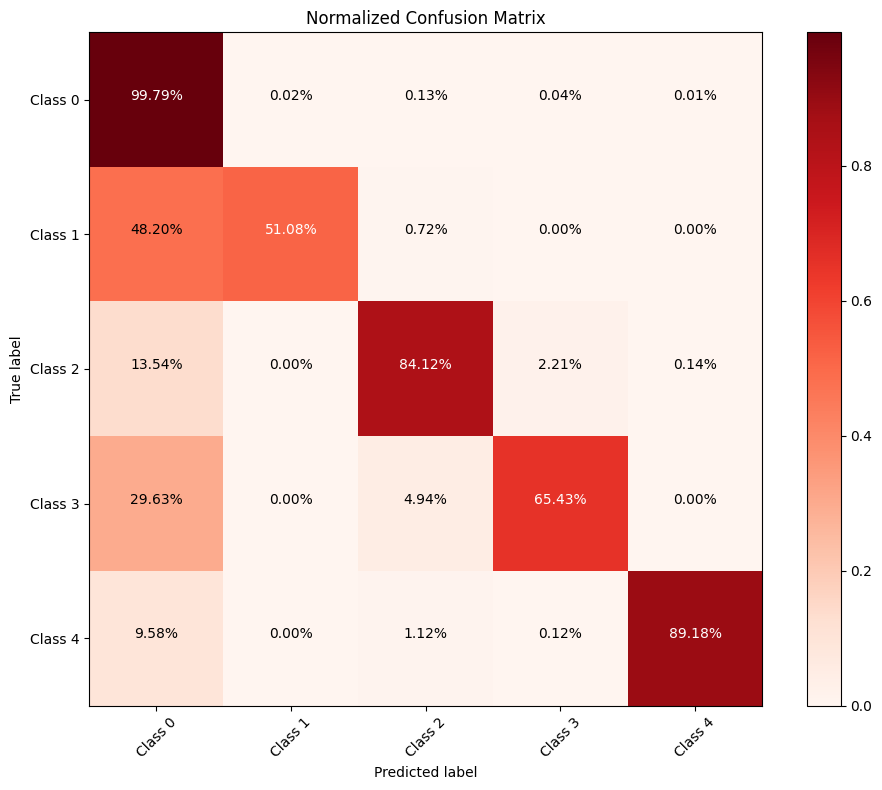 Normalized Confusion Matrix
Class 0 99.79% 0.02% 0.13% 0.04% 0.01%
Class 1 48.20% 51.08% 0.72% 0.00% 0.00%
Class 2 13.54% 0.00% 84.12% 2.21% 0.14%
Class 3 29.63% 0.00% 4.94% 65.43% 0.00%
Class 4 9.58% 0.00% 1.12% 0.12% 89.18%
True label
Class 0 Class 1 Class 2 Class 3 Class 4
Predicted label
0.8
0.6
0.4
0.2
0.0